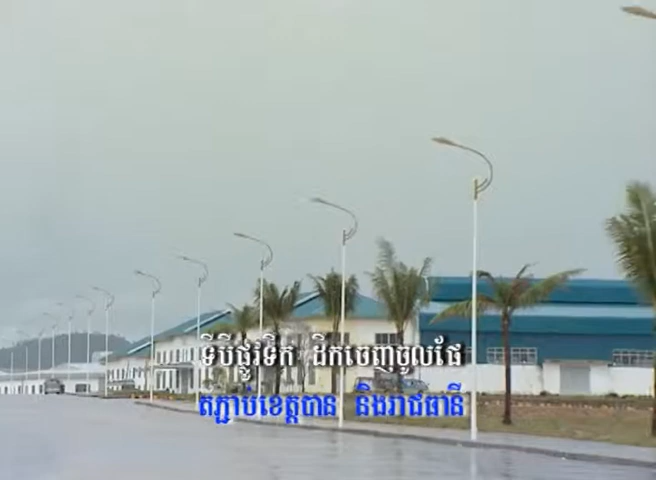 ទីបីផ្លូវទឹក ដឹកចេញចូលផែ
តភ្ជាប់ខេត្តបាន និងរាជធានី